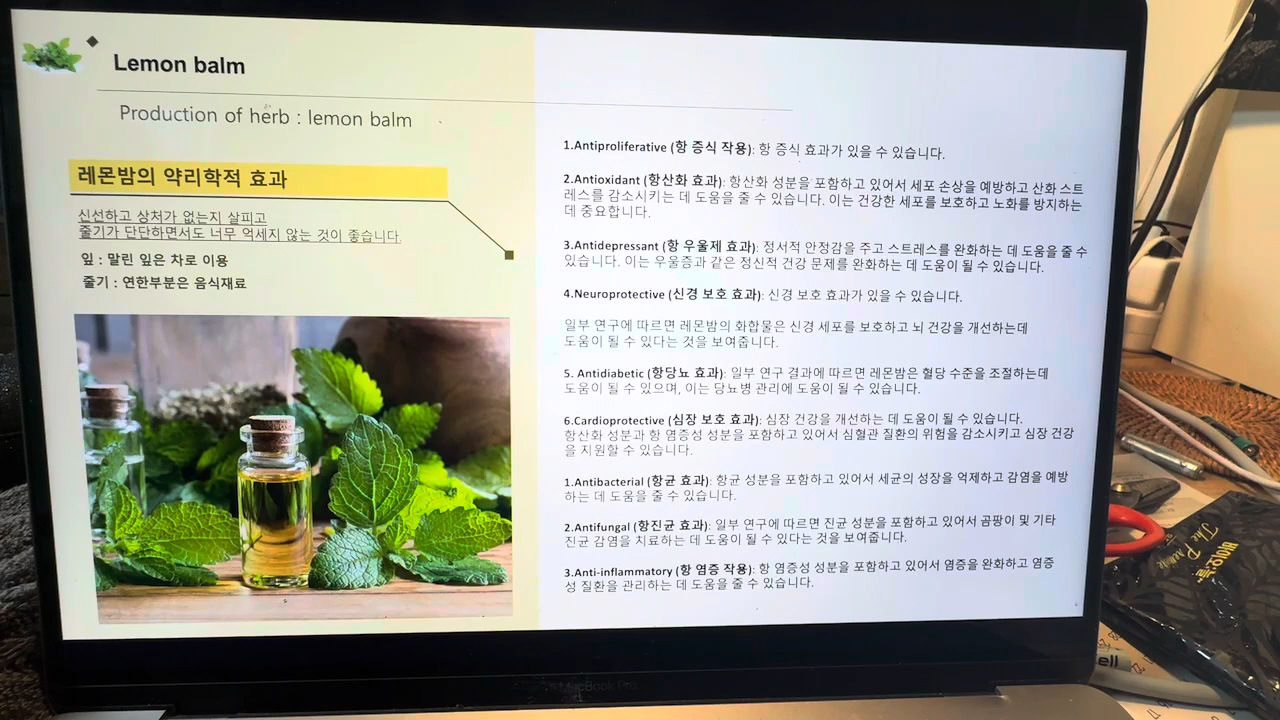 Lemon balm
Production of herb : lemon balm
레몬밤의 약리학적 효과
신선하고 상처가 없는지 살피고
줄기가 단단하면서도 너무 억세지 않는 것이 좋습니다.
잎 : 말린 잎은 차로 이용
줄기 : 연한부분은 음식재료
1.Antiproliferative (항 증식 작용): 항 증식 효과가 있을 수 있습니다.
2.Antioxidant (항산화 효과): 항산화 성분을 포함하고 있어서 세포 손상을 예방하고 산화 스트
레스를 감소시키는 데 도움을 줄 수 있습니다. 이는 건강한 세포를 보호하고 노화를 방지하는
데 중요합니다.
3.Antidepressant (항 우울제 효과): 정서적 안정감을 주고 스트레스를 완화하는 데 도움을 줄 수
있습니다. 이는 우울증과 같은 정신적 건강 문제를 완화하는 데 도움이 될 수 있습니다.
4.Neuroprotective (신경 보호 효과): 신경 보호 효과가 있을 수 있습니다.
일부 연구에 따르면 레몬밤의 화합물은 신경 세포를 보호하고 뇌 건강을 개선하는데
도움이 될 수 있다는 것을 보여줍니다.
5. Antidiabetic (항당뇨 효과): 일부 연구 결과에 따르면 레몬밤은 혈당 수준을 조절하는데
도움이 될 수 있으며, 이는 당뇨병 관리에 도움이 될 수 있습니다.
6.Cardioprotective (심장 보호 효과): 심장 건강을 개선하는 데 도움이 될 수 있습니다.
항산화 성분과 항 염증성 성분을 포함하고 있어서 심혈관 질환의 위험을 감소시키고 심장 건강
을 지원할 수 있습니다.
1.Antibacterial (항균 효과): 항균 성분을 포함하고 있어서 세균의 성장을 억제하고 감염을 예방
하는 데 도움을 줄 수 있습니다.
2.Antifungal (항진균 효과): 일부 연구에 따르면 진균 성분을 포함하고 있어서 곰팡이 및 기타
진균 감염을 치료하는 데 도움이 될 수 있다는 것을 보여줍니다.
3.Anti-inflammatory (항 염증 작용): 항 염증성 성분을 포함하고 있어서 염증을 완화하고 염증
성 질환을 관리하는 데 도움을 줄 수 있습니다.
MacBook Pro
ell